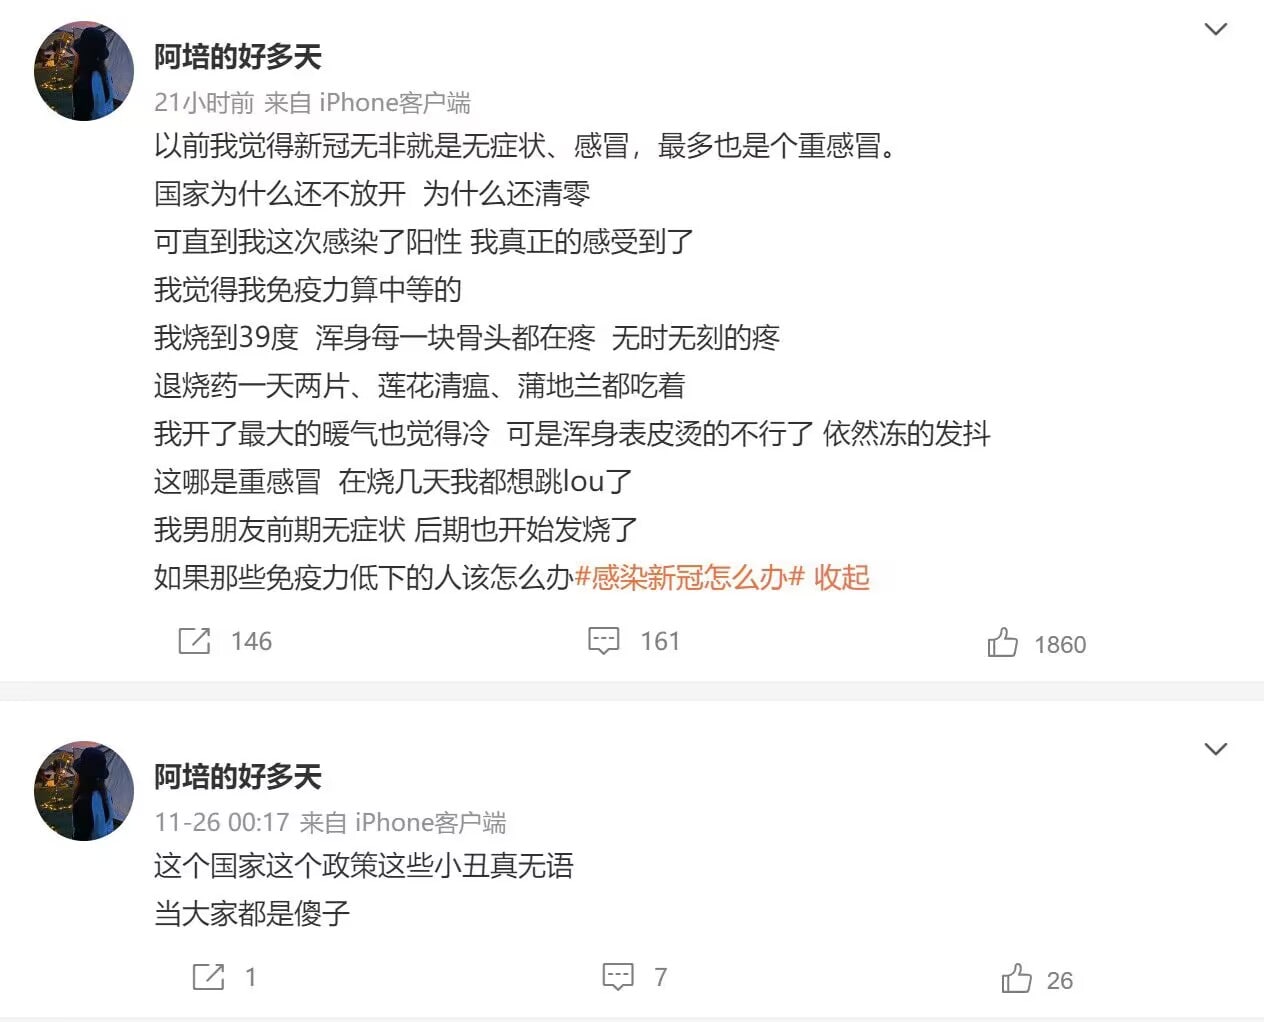 阿培的好多天
21小时前 来自 iPhone客户端
以前我觉得新冠无非就是无症状、感冒，最多也是个重感冒。
国家为什么还不放开 为什么还清零
可直到我这次感染了阳性 我真正的感受到了
我觉得我免疫力算中等的
我烧到39度 浑身每一块骨头都在疼 无时无刻的疼
退烧药一天两片、莲花清瘟、蒲地兰都吃着
我开了最大的暖气也觉得冷 可是浑身表皮烫的不行了 依然冻的发抖
这哪是重感冒 在烧几天我都想跳lou了
我男朋友前期无症状 后期也开始发烧了
如果那些免疫力低下的人该怎么办#感染新冠怎么办# 收起
146 161 1860
阿培的好多天
11-26 00:17 来自 iPhone客户端
这个国家这个政策这些小丑真无语
当大家都是傻子
1 7 26